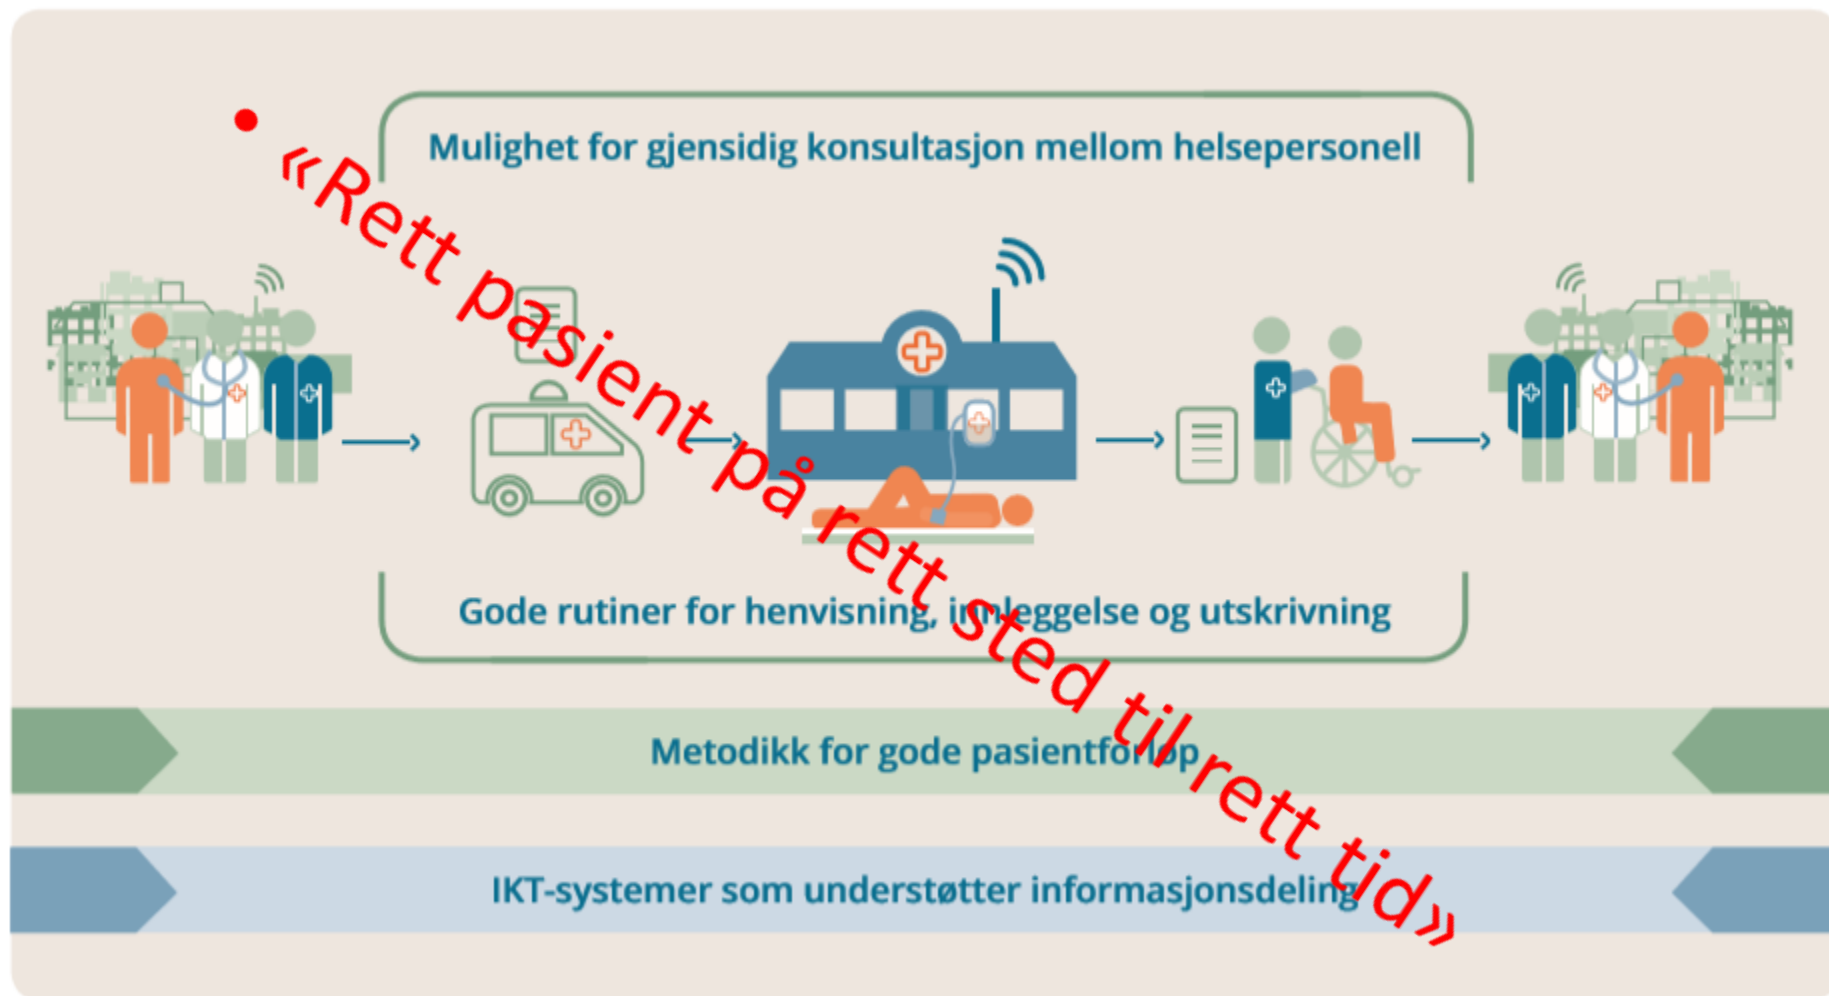 Mulighet for gjensidig konsultasjon mellom helsepersonell
• «Rett pasient på rett sted til rett tid»
Gode rutiner for henvisning, innleggelse og utskrivning
Metodikk for gode pasientforløp
IKT-systemer som understøtter informasjonsdeling